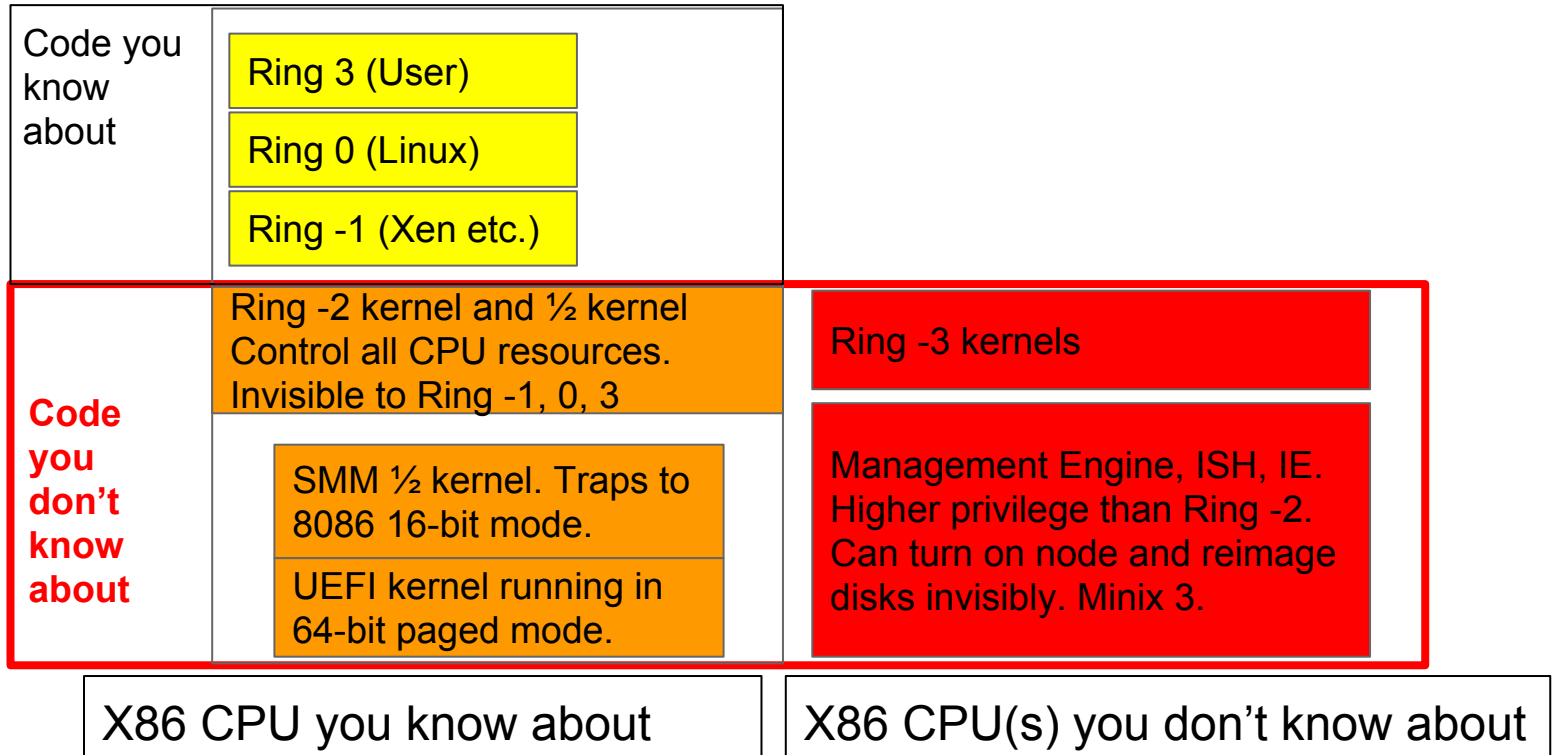 Code you
know
about
Ring 3 (User)
Ring 0 (Linux)
Ring -1 (Xen etc.)
Code
you
don’t
know
about
Ring -2 kernel and ½ kernel
Control all CPU resources.
Invisible to Ring -1, 0, 3
SMM ½ kernel. Traps to
8086 16-bit mode.
UEFI kernel running in
64-bit paged mode.
Ring -3 kernels
Management Engine, ISH, IE.
Higher privilege than Ring -2.
Can turn on node and reimage
disks invisibly. Minix 3.
X86 CPU you know about
X86 CPU(s) you don’t know about